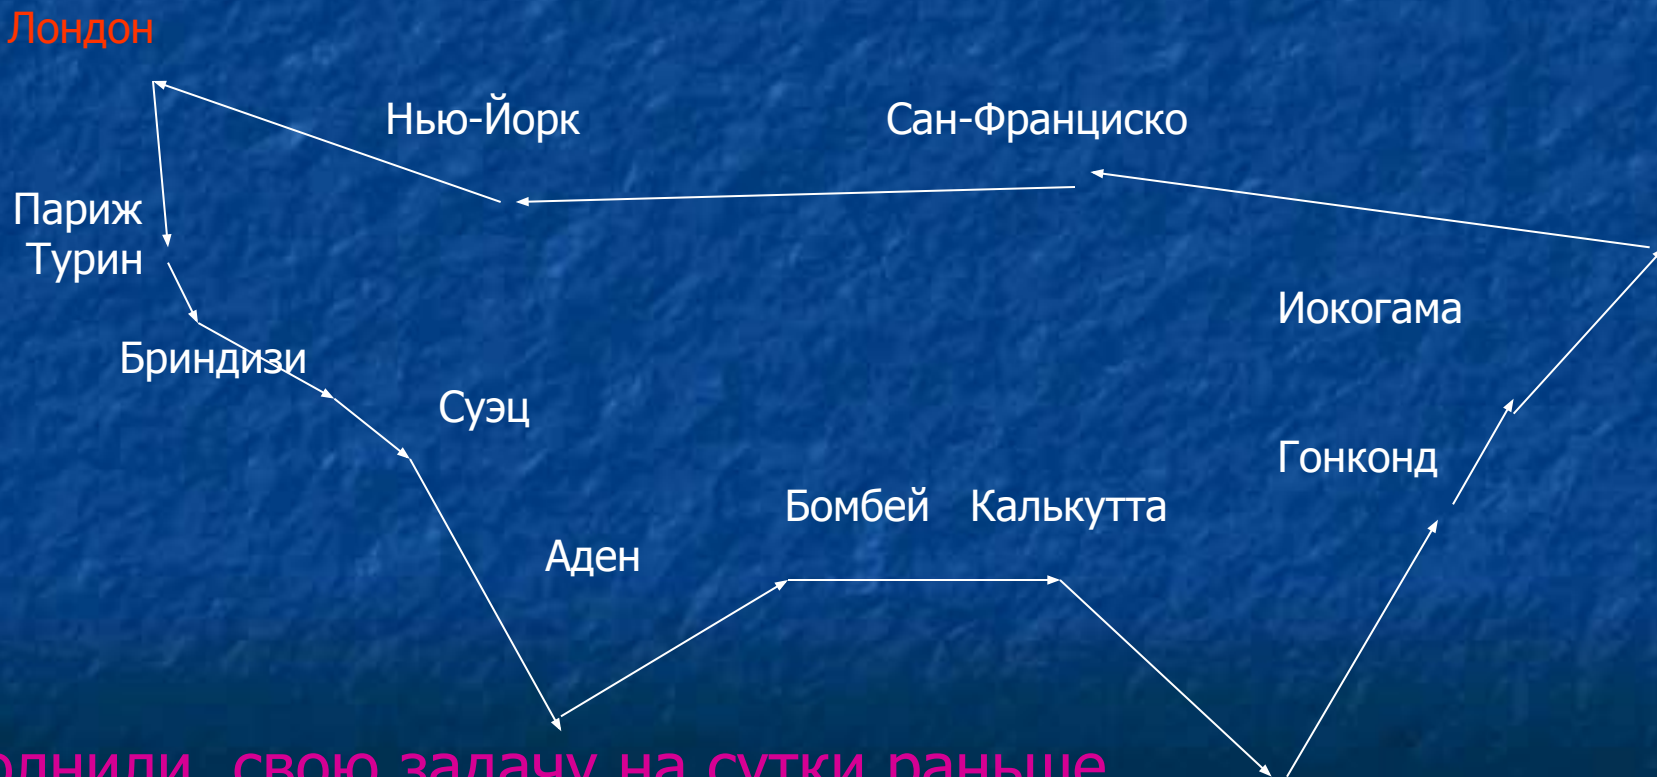 Лондон
Нью-Йорк Сан-Франциско
Париж
Турин
Иокогама
Бриндизи
Суэц
Гонконд
Бомбей Калькутта
Аден
свою задачу на сутки раньше